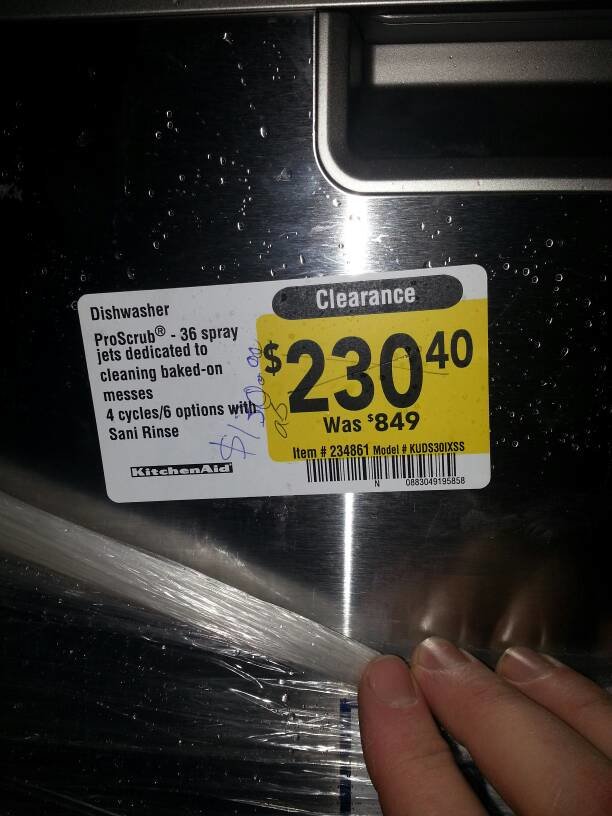 Clearance
Dishwasher
ProScrub® - 36 spray
jets dedicated to
cleaning baked-on
messes
4 cycles/6 options with
Sani Rinse
KitchenAid
$230 40
Was $849
Item # 234861 Model # KUDS30IXSS
N 0883049195858